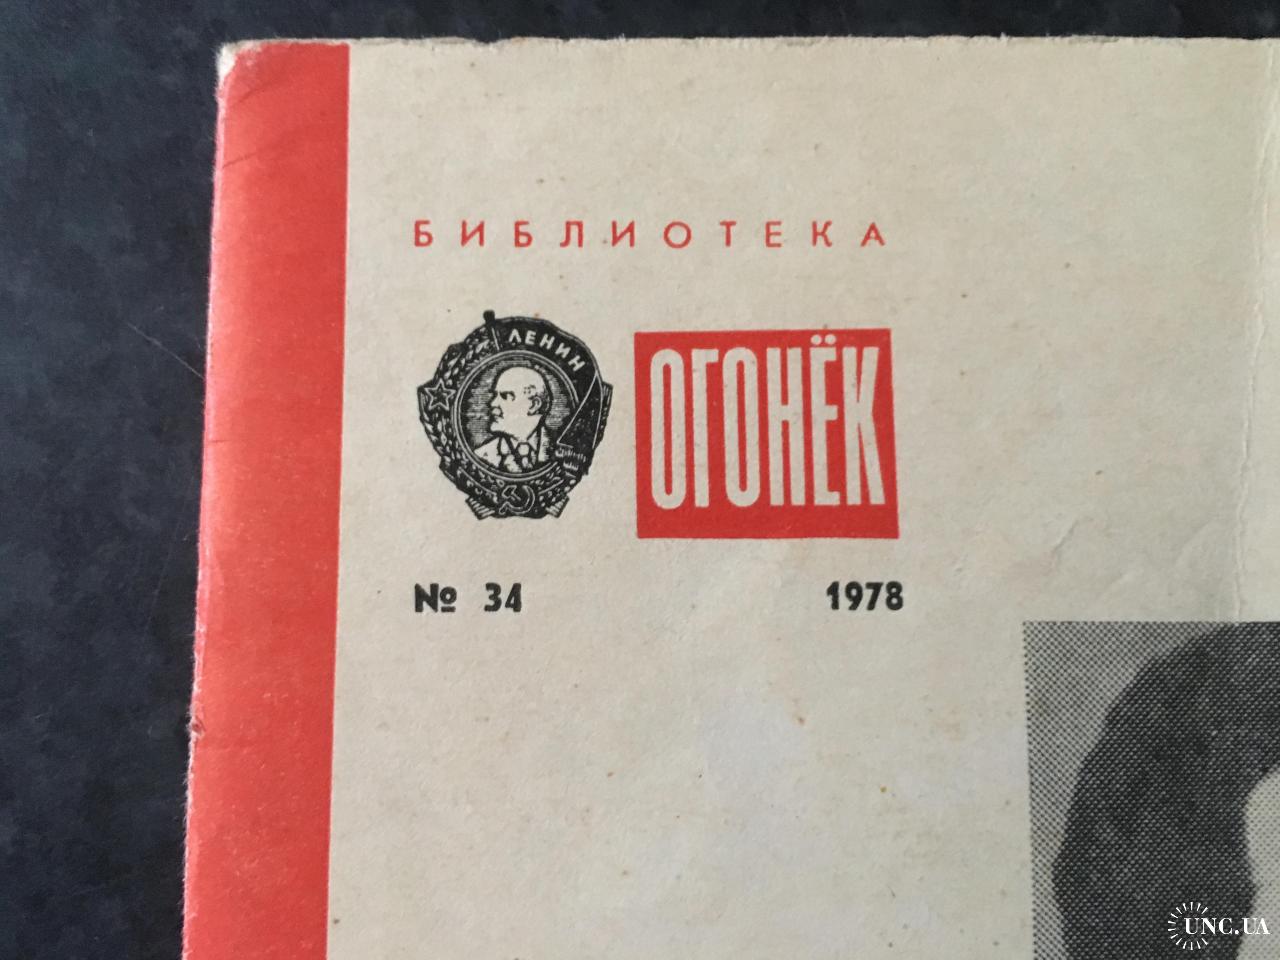 БИБЛИОТЕКА
ЛЕНИН
ОГОНЁК
№ 34 1978
UNC.UA